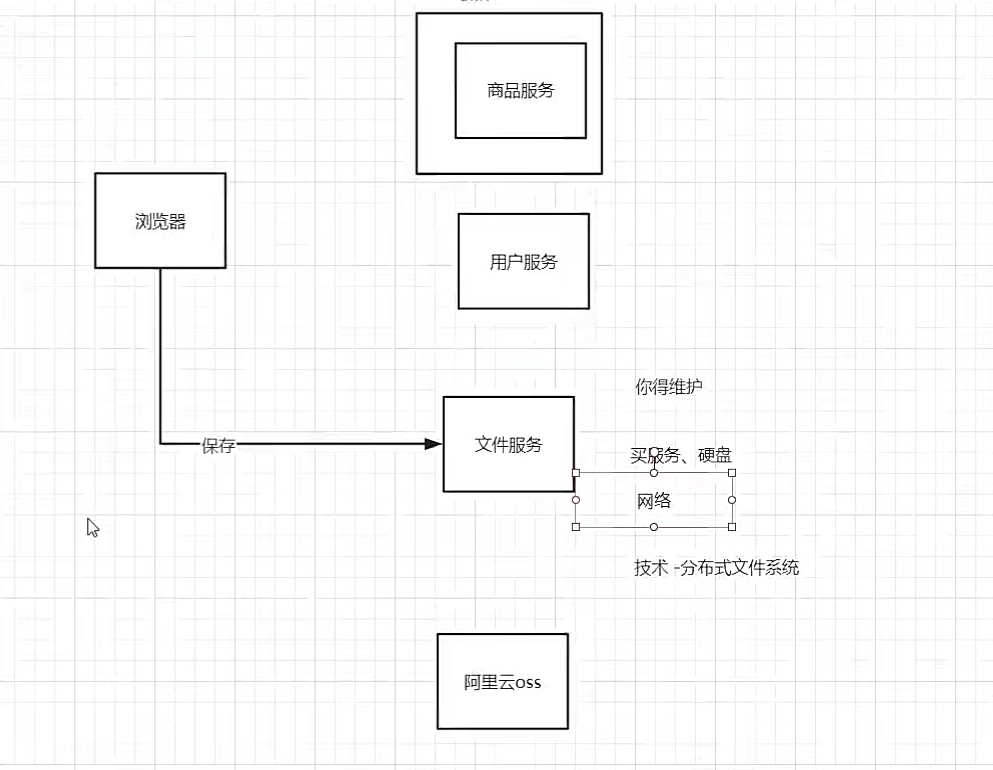 商品服务
浏览器
用户服务
你得维护
保存
文件服务
买服务、硬盘
网络
技术 -分布式文件系统
阿里云oss